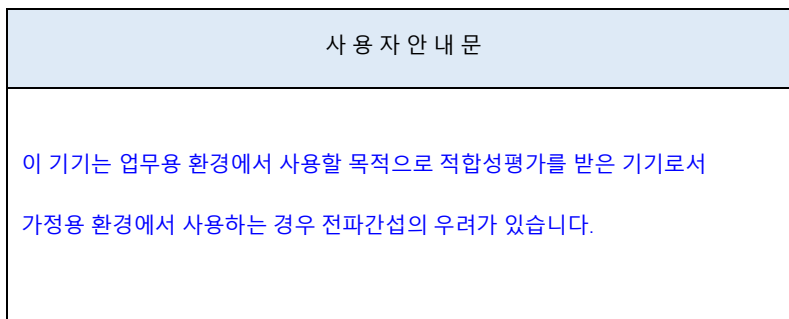 사 용 자 안 내 문
이 기기는 업무용 환경에서 사용할 목적으로 적합성평가를 받은 기기로서
가정용 환경에서 사용하는 경우 전파간섭의 우려가 있습니다.